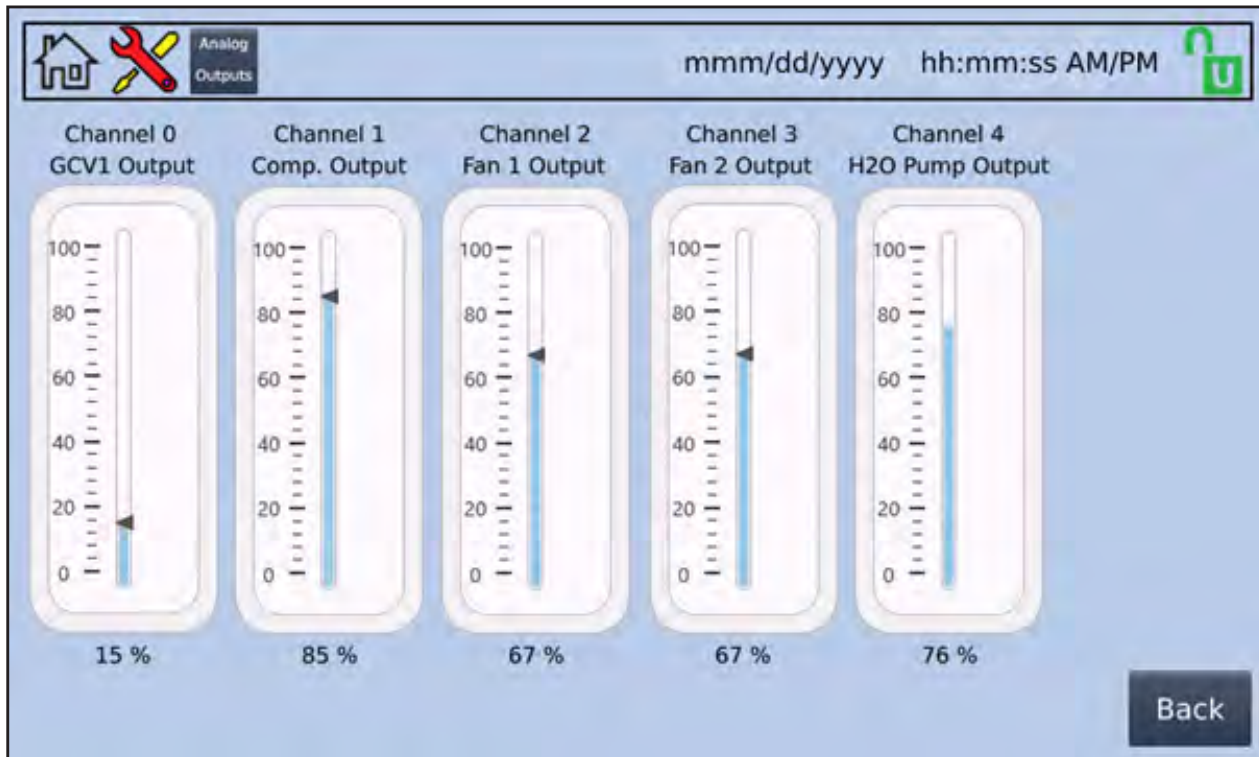 Analog
Outputs
mmm/dd/yyyy hh:mm:ss AM/PM
U
Channel 0
GCV1 Output
100
80
60
40
20
0
15 %
Channel 1
Comp. Output
100
80
60
40
20
0
85 %
Channel 2
Fan 1 Output
100
80
60
40
20
0
67 %
Channel 3
Fan 2 Output
100
80
60
40
20
0
67 %
Channel 4
H2O Pump Output
100
80
60
40
20
0
76 %
Back